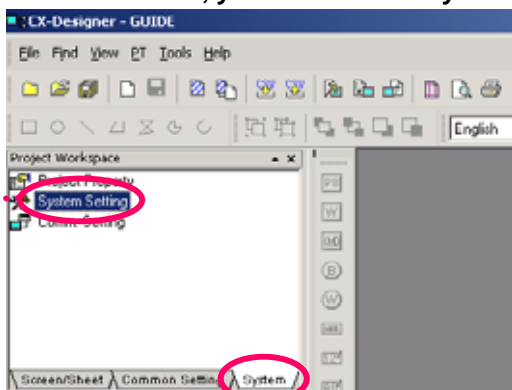 CX-Designer - GUIDE
File Find View PT Tools Help
English
Project Workspace
Project Property
System Setting
Comm. Setting
Screen/Sheet Common Setting System